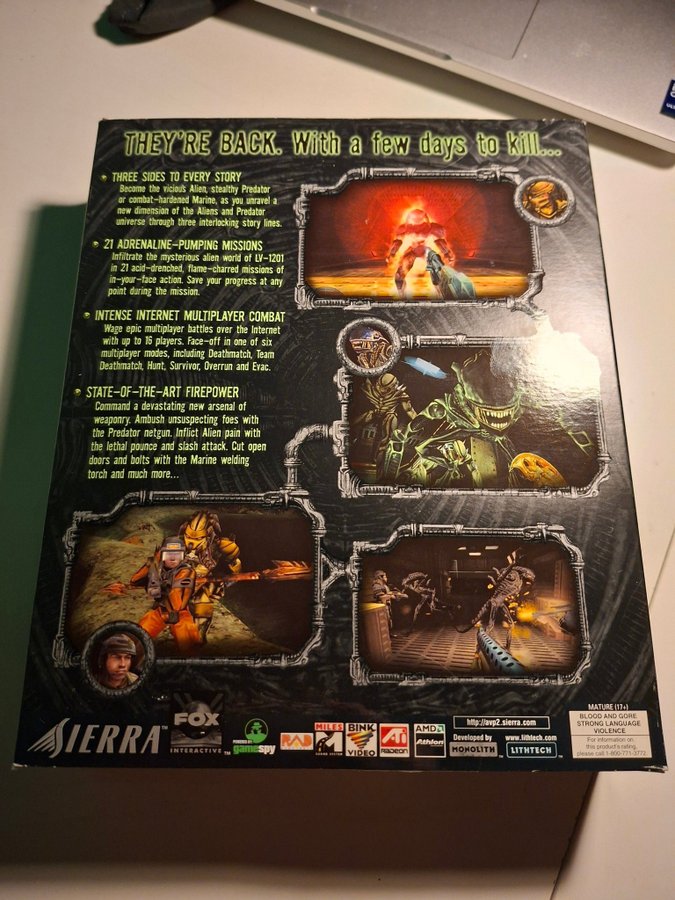 THEY'RE BACK. With a few days to kill...
THREE SIDES TO EVERY STORY
Become the vicious Alien, stealthy Predator
or combat-hardened Marine, as you unravel a
new dimension of the Aliens and Predator
universe through three interlocking story lines.
21 ADRENALINE-PUMPING MISSIONS
Infiltrate the mysterious alien world of LV-1201
in 21 acid-drenched, flame-charred missions of
in-your-face action. Save your progress at any
point during the mission.
INTENSE INTERNET MULTIPLAYER COMBAT
Wage epic multiplayer battles over the Internet
with up to 16 players. Face-off in one of six
multiplayer modes, including Deathmatch, Team
Deathmatch, Hunt, Survivor, Overrun and Evac.
STATE-OF-THE-ART FIREPOWER
Command a devastating new arsenal of
weaponry. Ambush unsuspecting foes with
the Predator netgun. Inflict Alien pain with
the lethal pounce and slash attack. Cut open
doors and bolts with the Marine welding
torch and much more...
SIERRA™
FOX
INTERACTIVE™
POWERED BY
gamespy
RAD
MILES
BINK
VIDEO
ATI
RADEON
AMD
Athlon
http://avp2.sierra.com
Developed by
MONOLITH
www.lithtech.com
LITHTECH
MATURE (17+)
BLOOD AND GORE
STRONG LANGUAGE
VIOLENCE
For information on
this product's rating,
please call 1-800-771-3772